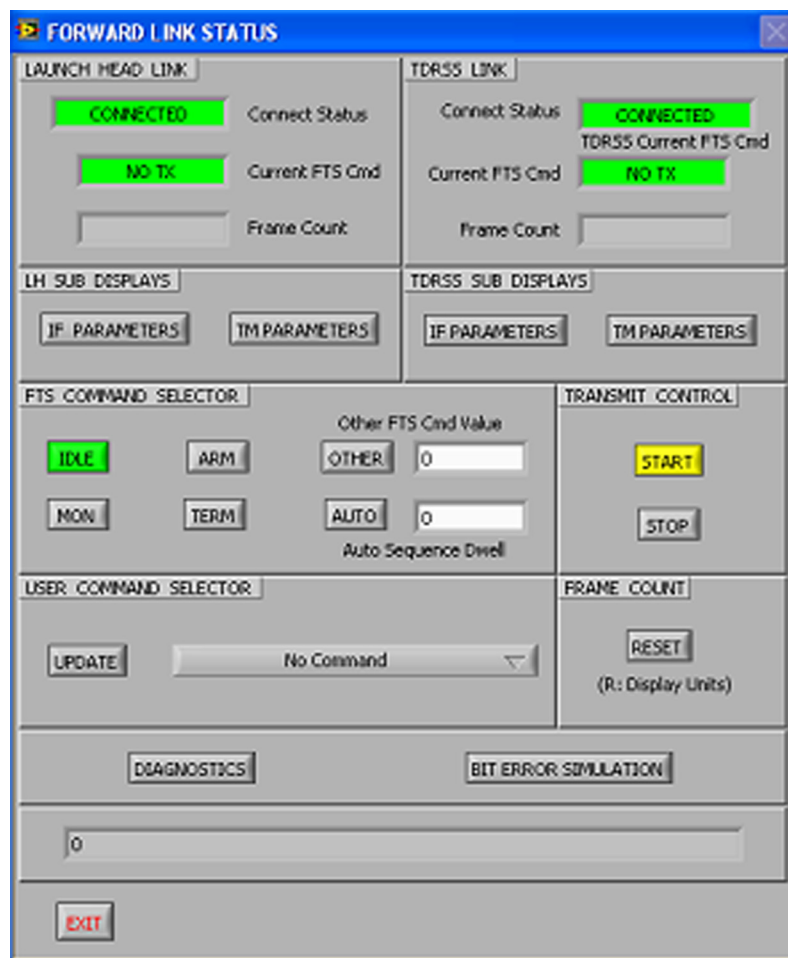 FORWARD LINK STATUS
LAUNCH HEAD LINK
CONNECTED Connect Status
NO TX Current FTS Cmd
Frame Count
TDRSS LINK
Connect Status CONNECTED
TDRSS Current FTS Cmd
Current FTS Cmd NO TX
Frame Count
LH SUB DISPLAYS
IF PARAMETERS TM PARAMETERS
TDRSS SUB DISPLAYS
IF PARAMETERS TM PARAMETERS
FTS COMMAND SELECTOR
Other FTS Cmd Value
IDLE ARM OTHER 0
MON TERM AUTO 0
Auto Sequence Dwell
TRANSMIT CONTROL
START
STOP
USER COMMAND SELECTOR
UPDATE No Command
FRAME COUNT
RESET
(R: Display Units)
DIAGNOSTICS BIT ERROR SIMULATION
0
EXIT